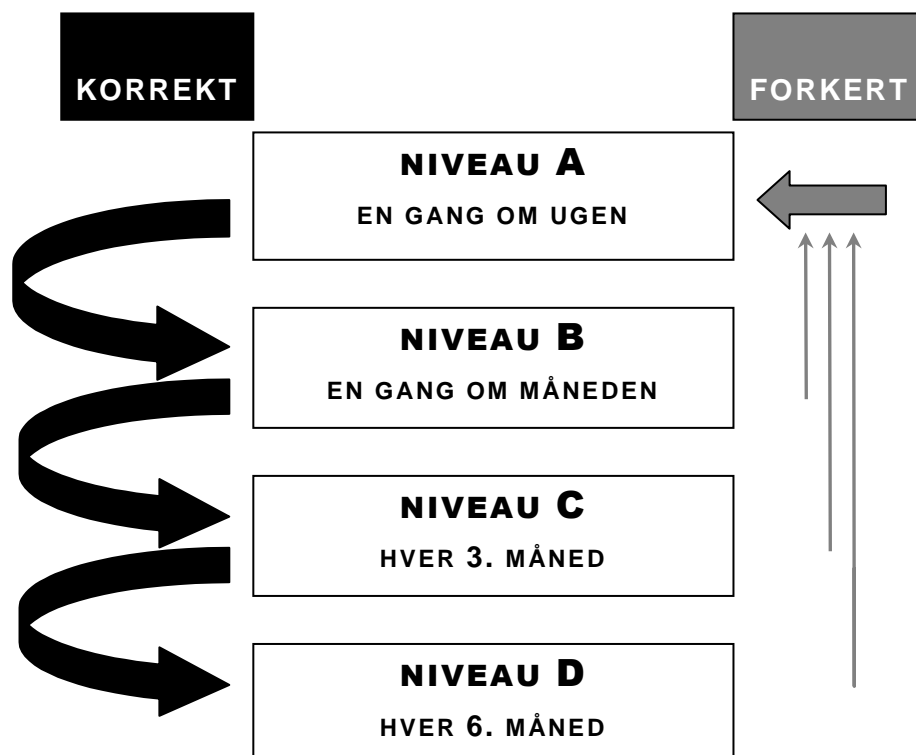 KORREKT
FORKERT
NIVEAU A
EN GANG OM UGEN
NIVEAU B
EN GANG OM MÅNEDEN
NIVEAU C
HVER 3. MÅNED
NIVEAU D
HVER 6. MÅNED